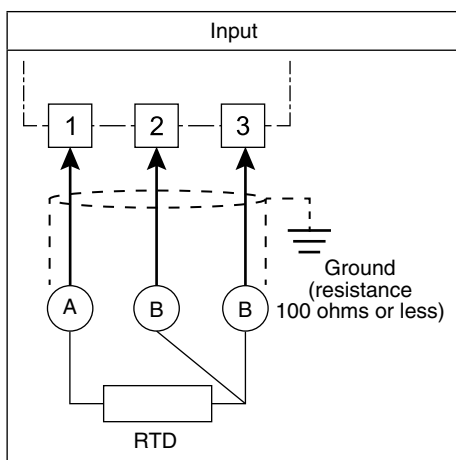 Input
1 2 3
A B B
Ground
(resistance
100 ohms or less)
RTD